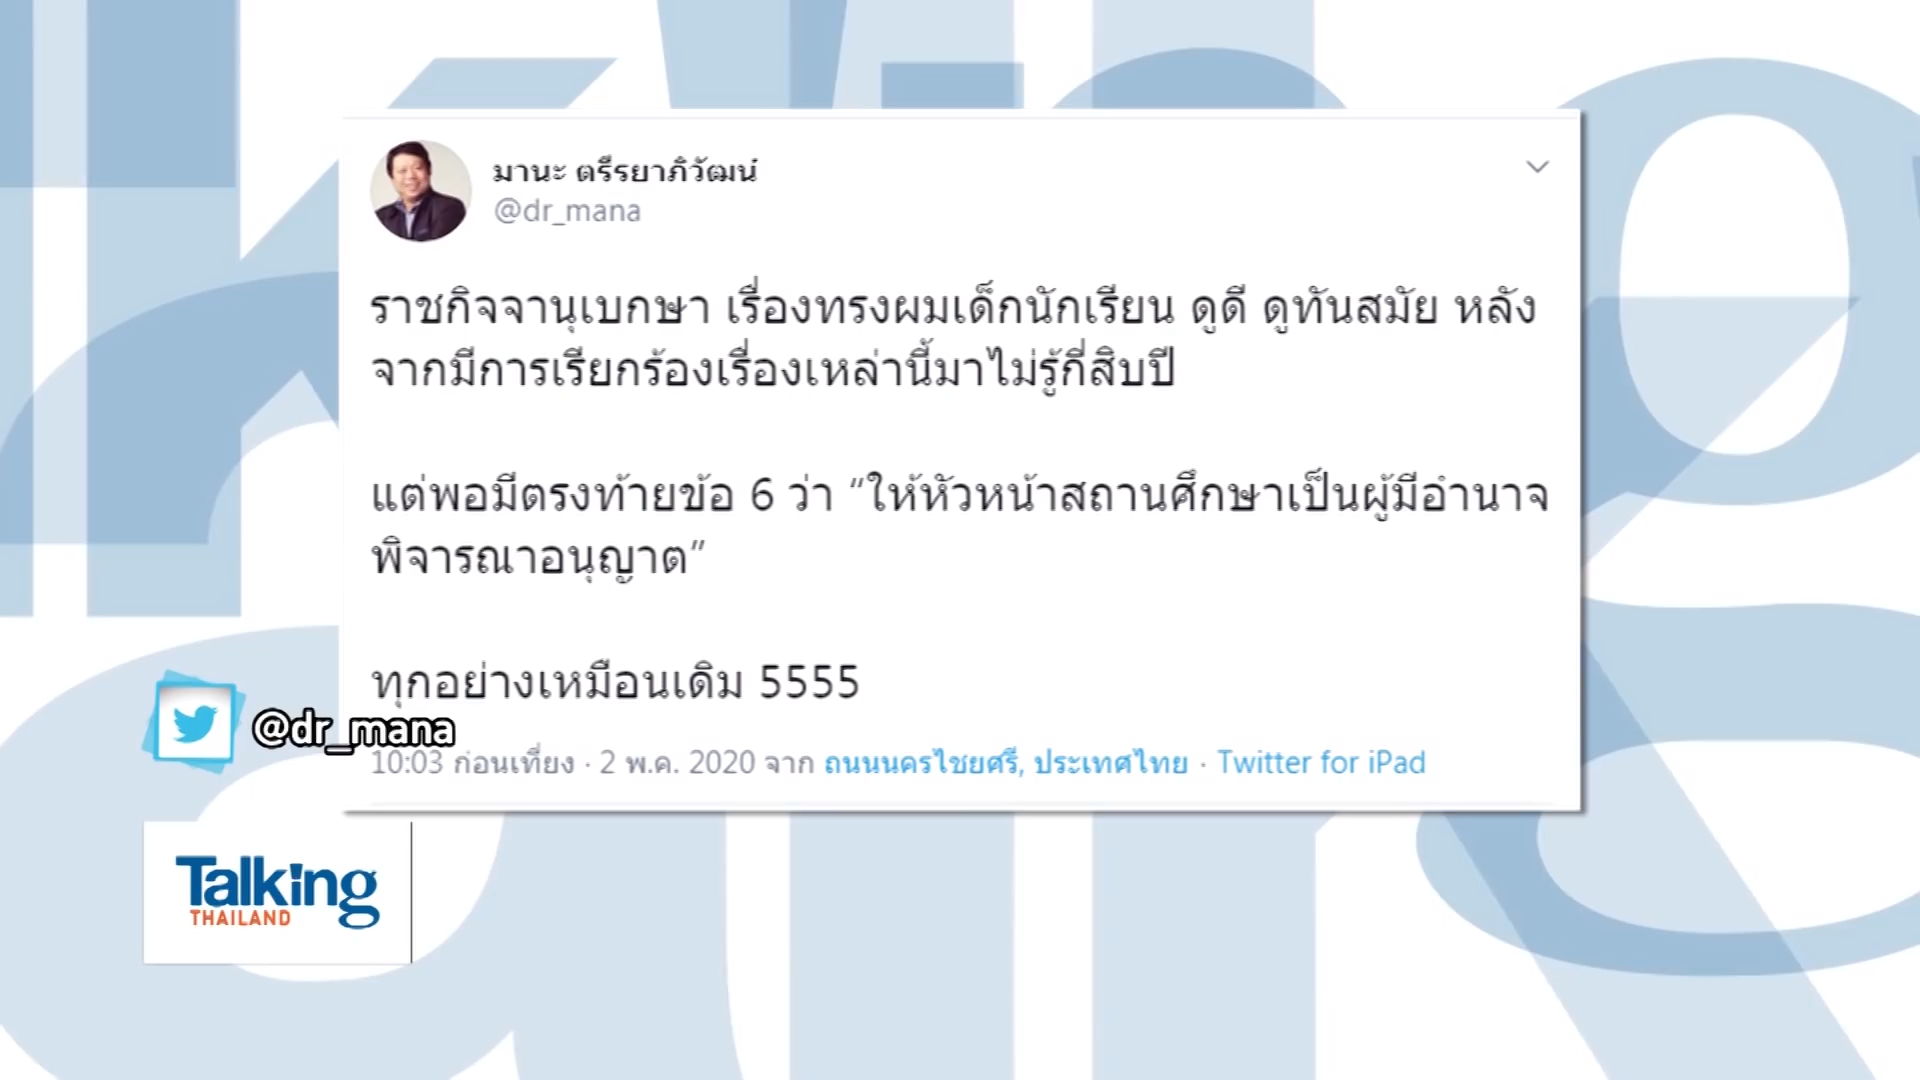 มานะ ตรีรยาภิวัฒน์
@dr_mana
ราชกิจจานุเบกษา เรื่องทรงผมเด็กนักเรียน ดูดี ดูทันสมัย หลัง
จากมีการเรียกร้องเรื่องเหล่านี้มาไม่รู้กี่สิบปี
แต่พอมีตรงท้ายข้อ 6 ว่า “ให้หัวหน้าสถานศึกษาเป็นผู้มีอำนาจ
พิจารณาอนุญาต”
ทุกอย่างเหมือนเดิม 5555
@dr_mana
10:03 ก่อนเที่ยง · 2 พ.ค. 2020 จาก ถนนนครไชยศรี, ประเทศไทย · Twitter for iPad
Talk!ng
THAILAND